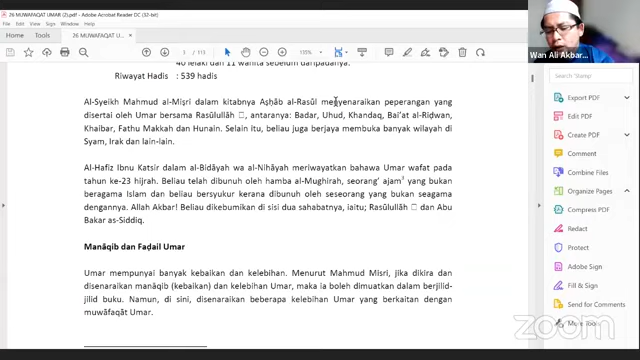 26 MUWAFAQAT UMAR (2).pdf - Adobe Acrobat Reader DC (32-bit)
File Edit View Sign Window Help
Home Tools 26 MUWAFAQAT UM... ×
5 / 113 135%
40 lelaki dan 11 wanita sebelum daripadanya.
Riwayat Hadis : 539 hadis
Al-Syeikh Mahmud al-Miṣri dalam kitabnya Aṣḥāb al-Rasūl menyenaraikan peperangan yang
disertai oleh Umar bersama Rasūlullāh □, antaranya: Badar, Uhud, Khandaq, Bai’at al-Riḍwan,
Khaibar, Fathu Makkah dan Hunain. Selain itu, beliau juga berjaya membuka banyak wilayah di
Syam, Irak dan lain-lain.
Al-Hafiz Ibnu Katsir dalam al-Bidāyah wa al-Nihāyah meriwayatkan bahawa Umar wafat pada
tahun ke-23 hijrah. Beliau telah dibunuh oleh hamba al-Mughirah, seorang ‘ajam yang bukan
beragama Islam dan beliau bersyukur kerana dibunuh oleh seseorang yang bukan seagama
dengannya. Allah Akbar! Beliau dikebumikan di sisi dua sahabatnya, iaitu; Rasūlullāh □ dan Abu
Bakar as-Siddiq.
Manāqib dan Faḍail Umar
Umar mempunyai banyak kebaikan dan kelebihan. Menurut Mahmud Misri, jika dikira dan
disenaraikan manāqib (kebaikan) dan kelebihan Umar, maka ia boleh dimuatkan dalam berjilid-
jilid buku. Namun, di sini, disenaraikan beberapa kelebihan Umar yang berkaitan dengan
muwāfaqāt Umar.
Wan Ali Akbar...
Search 'Stamp'
Export PDF
Edit PDF
Create PDF
Comment
Combine Files
Organize Pages
Compress PDF
Redact
Protect
Adobe Sign
Fill & Sign
Send for Comments
More Tools
zoom